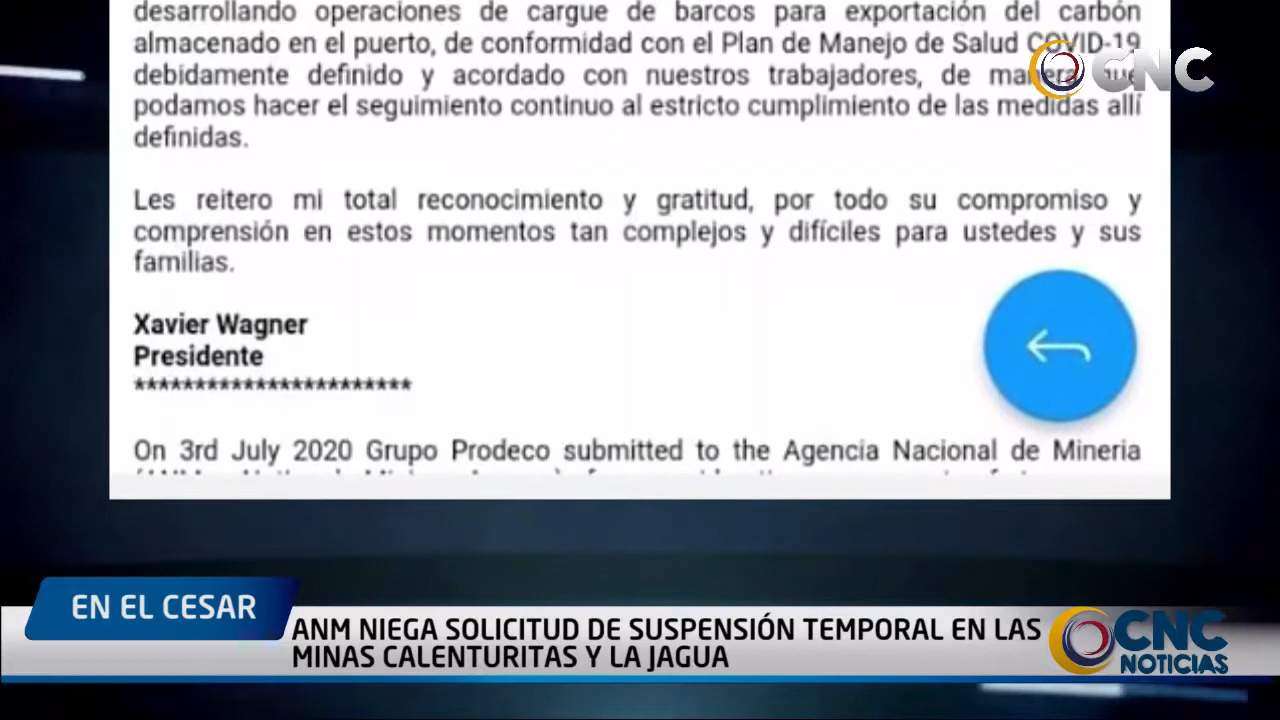 desarrollando operaciones de cargue de barcos para exportación del carbón
almacenado en el puerto, de conformidad con el Plan de Manejo de Salud COVID-19
debidamente definido y acordado con nuestros trabajadores, de manera que
podamos hacer el seguimiento continuo al estricto cumplimiento de las medidas allí
definidas.
CNC
Les reitero mi total reconocimiento y gratitud, por todo su compromiso y
comprensión en estos momentos tan complejos y difíciles para ustedes y sus
familias.
Xavier Wagner
Presidente
***********************
On 3rd July 2020 Grupo Prodeco submitted to the Agencia Nacional de Mineria
EN EL CESAR
ANM NIEGA SOLICITUD DE SUSPENSIÓN TEMPORAL EN LAS
MINAS CALENTURITAS Y LA JAGUA
CNC
NOTICIAS